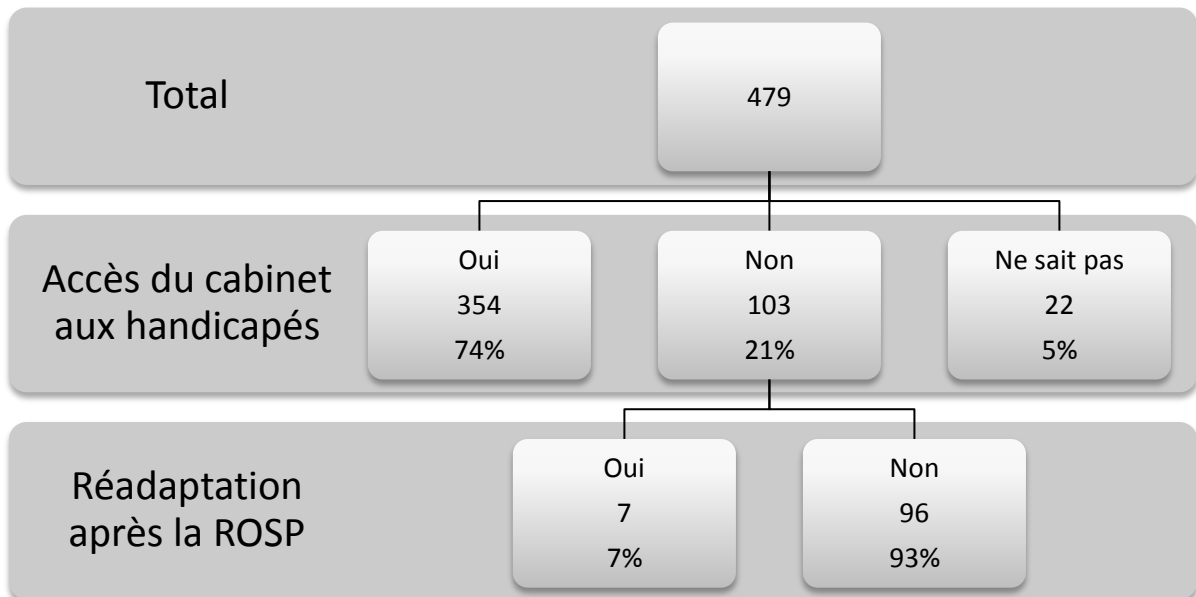 Total
479
Accès du cabinet
aux handicapés
Oui
354
74%
Non
103
21%
Ne sait pas
22
5%
Réadaptation
après la ROSP
Oui
7
7%
Non
96
93%